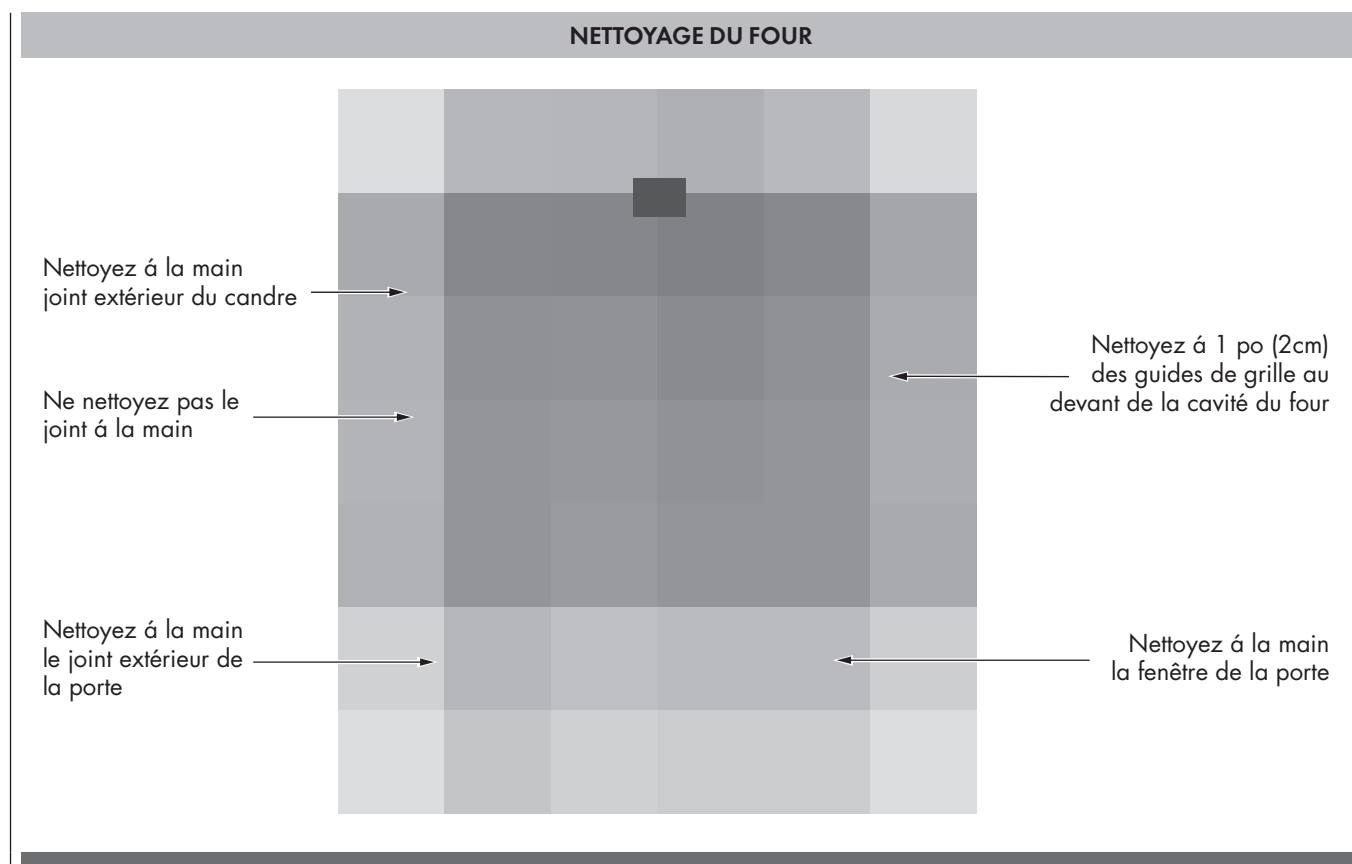 NETTOYAGE DU FOUR
Nettoyez á la main
joint extérieur du candre
Ne nettoyez pas le
joint á la main
Nettoyez á la main
le joint extérieur de
la porte
Nettoyez á 1 po (2cm)
des guides de grille au
devant de la cavité du four
Nettoyez á la main
la fenêtre de la porte